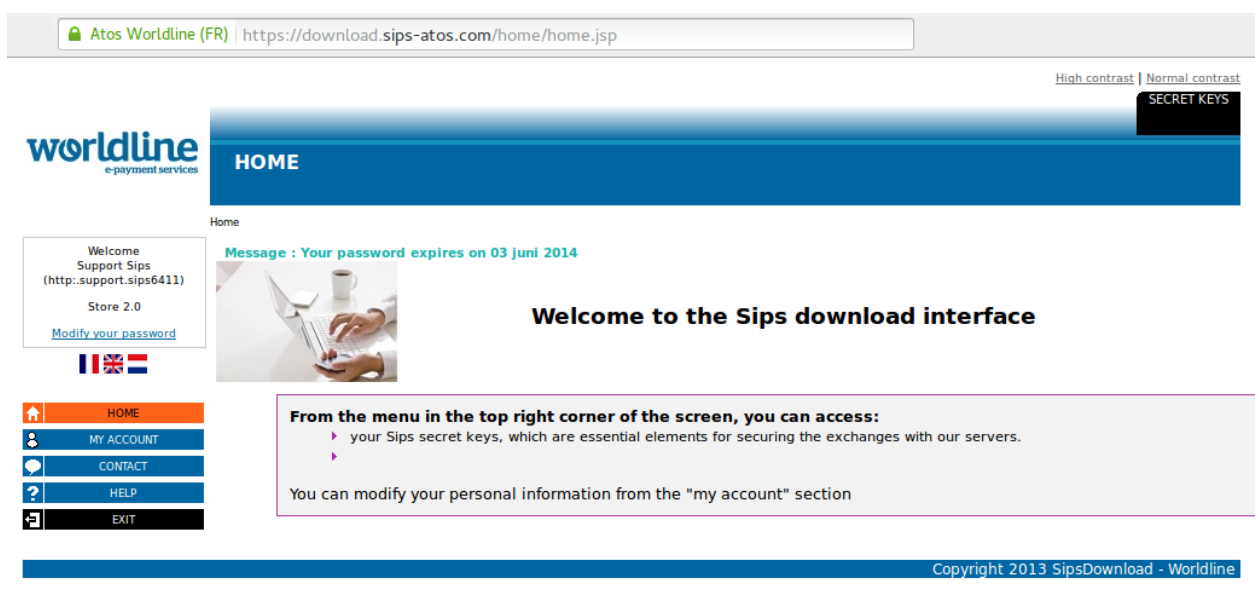 Atos Worldline (FR) https://download.sips-atos.com/home/home.jsp
High contrast | Normal contrast
SECRET KEYS
worldline
e-payment services
HOME
Home
Welcome
Support Sips
(http:.support.sips6411)
Store 2.0
Modify your password
Message : Your password expires on 03 juni 2014
Welcome to the Sips download interface
HOME
MY ACCOUNT
CONTACT
HELP
EXIT
From the menu in the top right corner of the screen, you can access:
your Sips secret keys, which are essential elements for securing the exchanges with our servers.
You can modify your personal information from the "my account" section
Copyright 2013 SipsDownload - Worldline